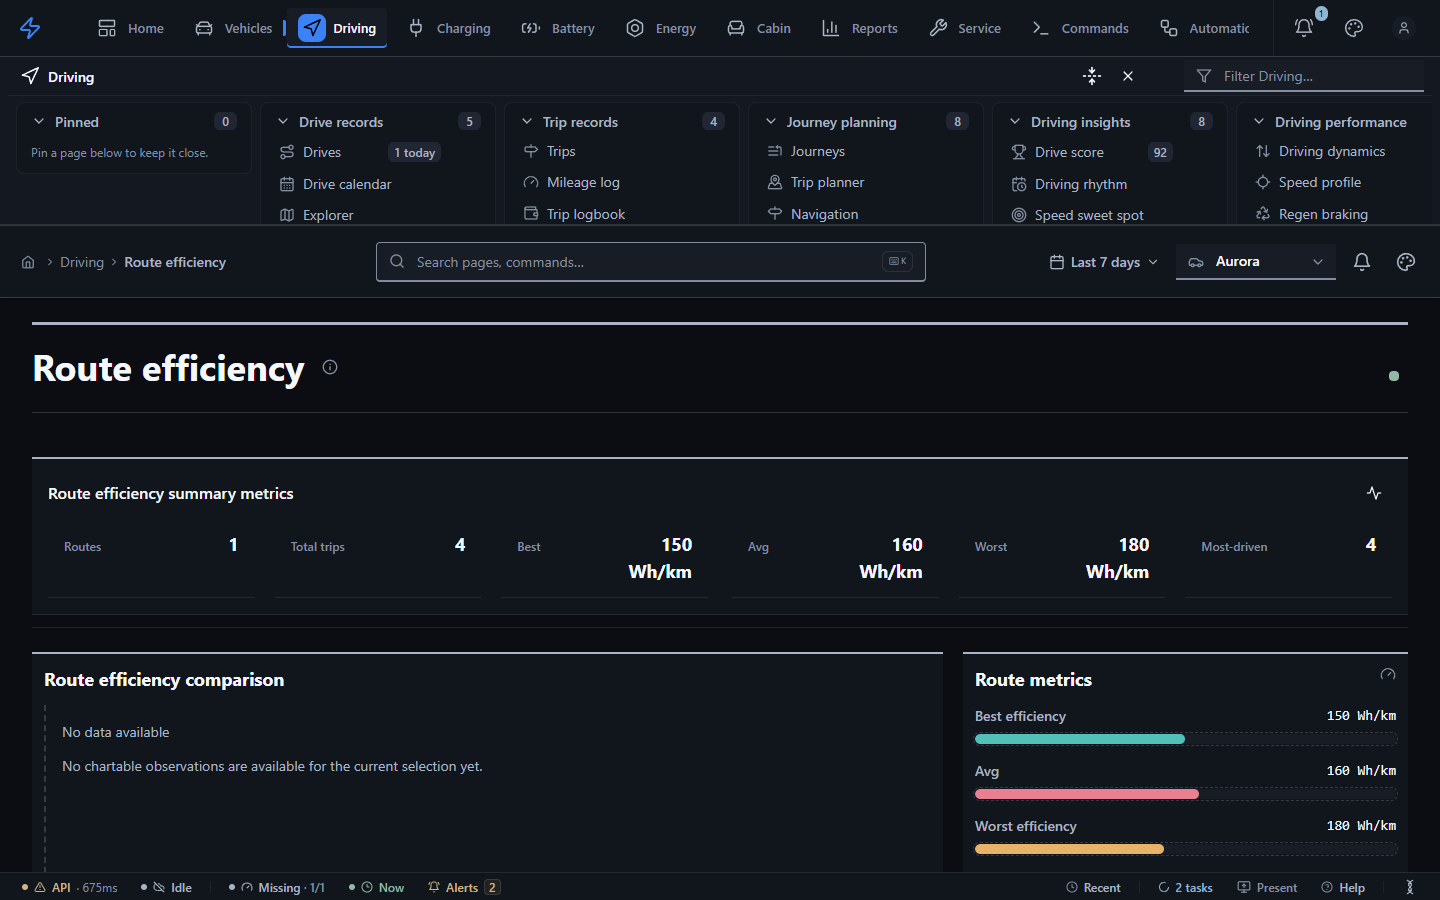 Home
Vehicles
Driving
Charging
Battery
Energy
Cabin
Reports
Service
Commands
Automatic
1
Driving
Filter Driving...
Pinned 0
Pin a page below to keep it close.
Drive records 5
Drives 1 today
Drive calendar
Explorer
Trip records 4
Trips
Mileage log
Trip logbook
Journey planning 8
Journeys
Trip planner
Navigation
Driving insights 8
Drive score 92
Driving rhythm
Speed sweet spot
Driving performance
Driving dynamics
Speed profile
Regen braking
Driving
Route efficiency
Search pages, commands...
K
Last 7 days
Aurora
Route efficiency
Route efficiency summary metrics
Routes 1
Total trips 4
Best 150 Wh/km
Avg 160 Wh/km
Worst 180 Wh/km
Most-driven 4
Route efficiency comparison
No data available
No chartable observations are available for the current selection yet.
Route metrics
Best efficiency 150 Wh/km
Avg 160 Wh/km
Worst efficiency 180 Wh/km
API · 675ms
Idle
Missing · 1/1
Now
Alerts 2
Recent
2 tasks
Present
Help